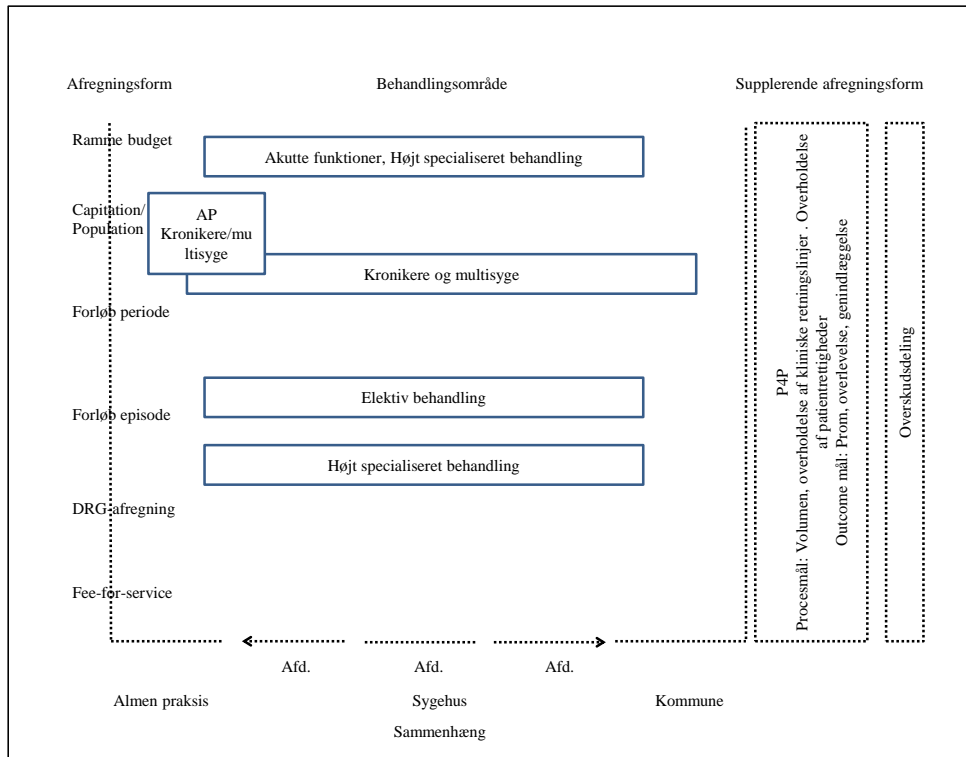 Afregningsform
Behandlingsområde
Supplerende afregningsform
Ramme budget
Akutte funktioner, Højt specialiseret behandling
Capitation/
Population
AP
Kronikere/mu
ltisyge
Kronikere og multisyge
Forløb periode
Elektiv behandling
Forløb episode
Højt specialiseret behandling
DRG-afregning
Fee-for-service
P4P
Procesmål: Volumen, overholdelse af kliniske retningslinjer . Overholdelse
af patientrettigheder
Outcome mål: Prom, overlevelse, genindlæggelse
Overskudsdeling
Afd.
Afd.
Afd.
Almen praksis
Sygehus
Kommune
Sammenhæng